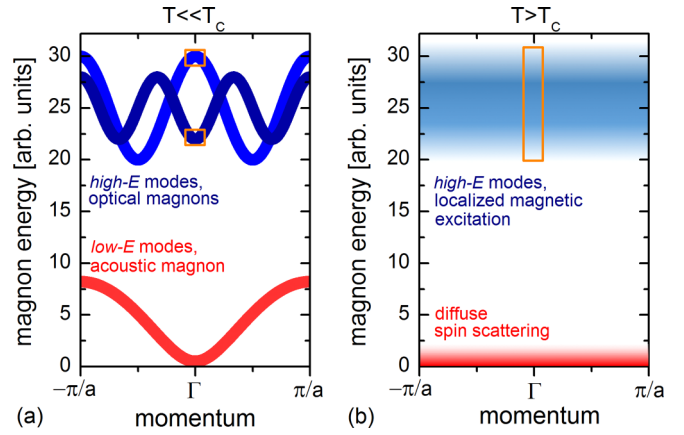 T<<T_C
magnon energy [arb. units]
30
25
20
15
10
5
0
high-E modes,
optical magnons
low-E modes,
acoustic magnon
−π/a
Γ
π/a
(a)
momentum
T>T_C
magnon energy [arb. units]
30
25
20
15
10
5
0
high-E modes,
localized magnetic
excitation
diffuse
spin scattering
−π/a
Γ
π/a
(b)
momentum